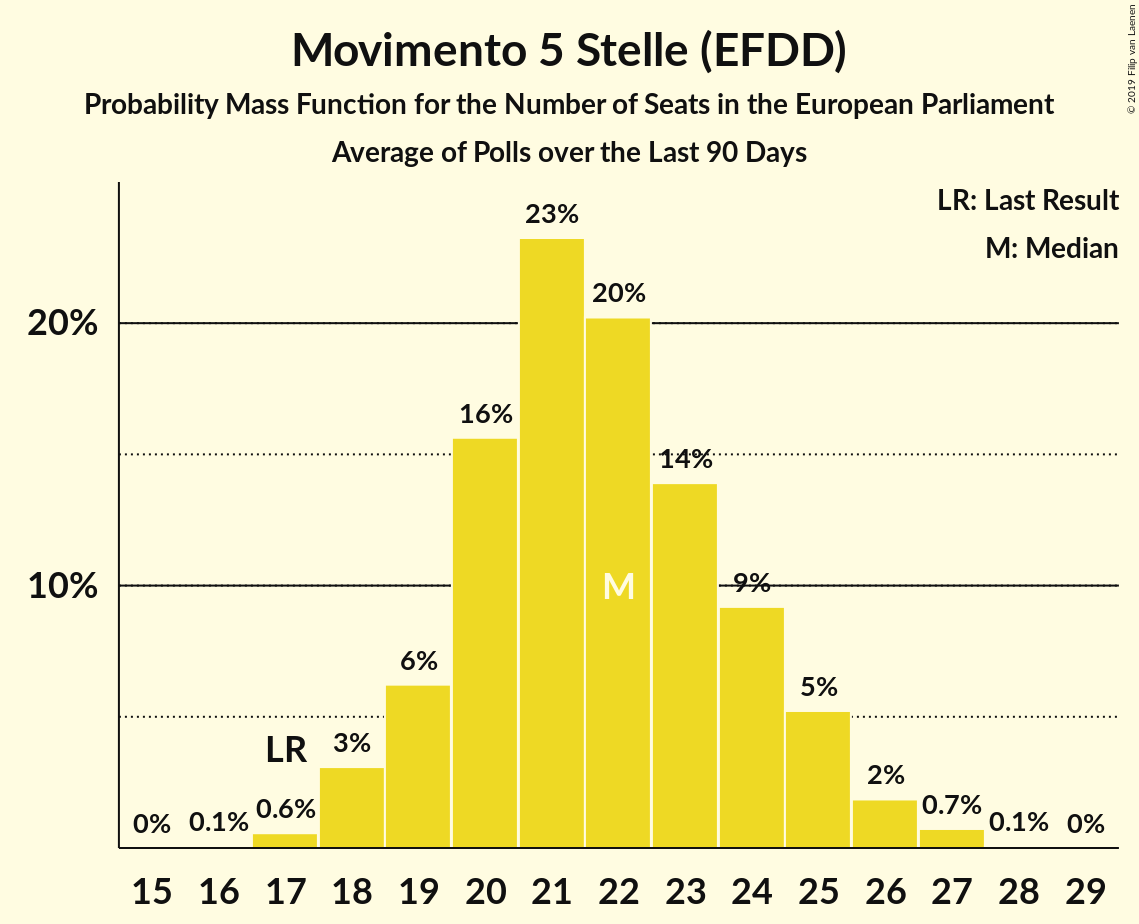 Movimento 5 Stelle (EFDD)
Probability Mass Function for the Number of Seats in the European Parliament
Average of Polls over the Last 90 Days
© 2019 Filip van Laenen
LR: Last Result
M: Median
23%
20%
20%
16%
14%
10%
9%
M
6%
5%
LR
3%
2%
0% 0.1% 0.6% 0.7% 0.1% 0%
15 16 17 18 19 20 21 22 23 24 25 26 27 28 29